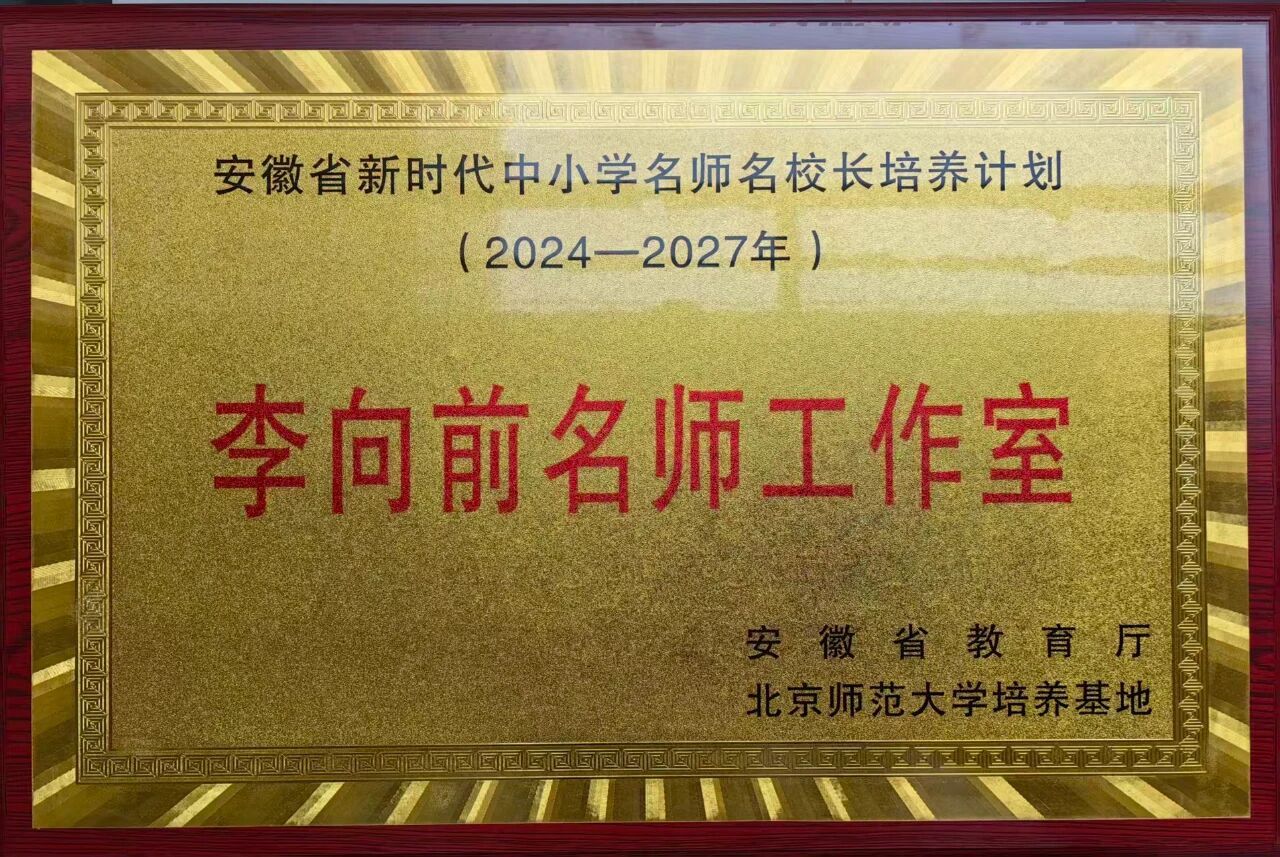 安徽省新时代中小学名师名校长培养计划
（2024—2027年）
李向前名师工作室
安徽省教育厅
北京师范大学培养基地